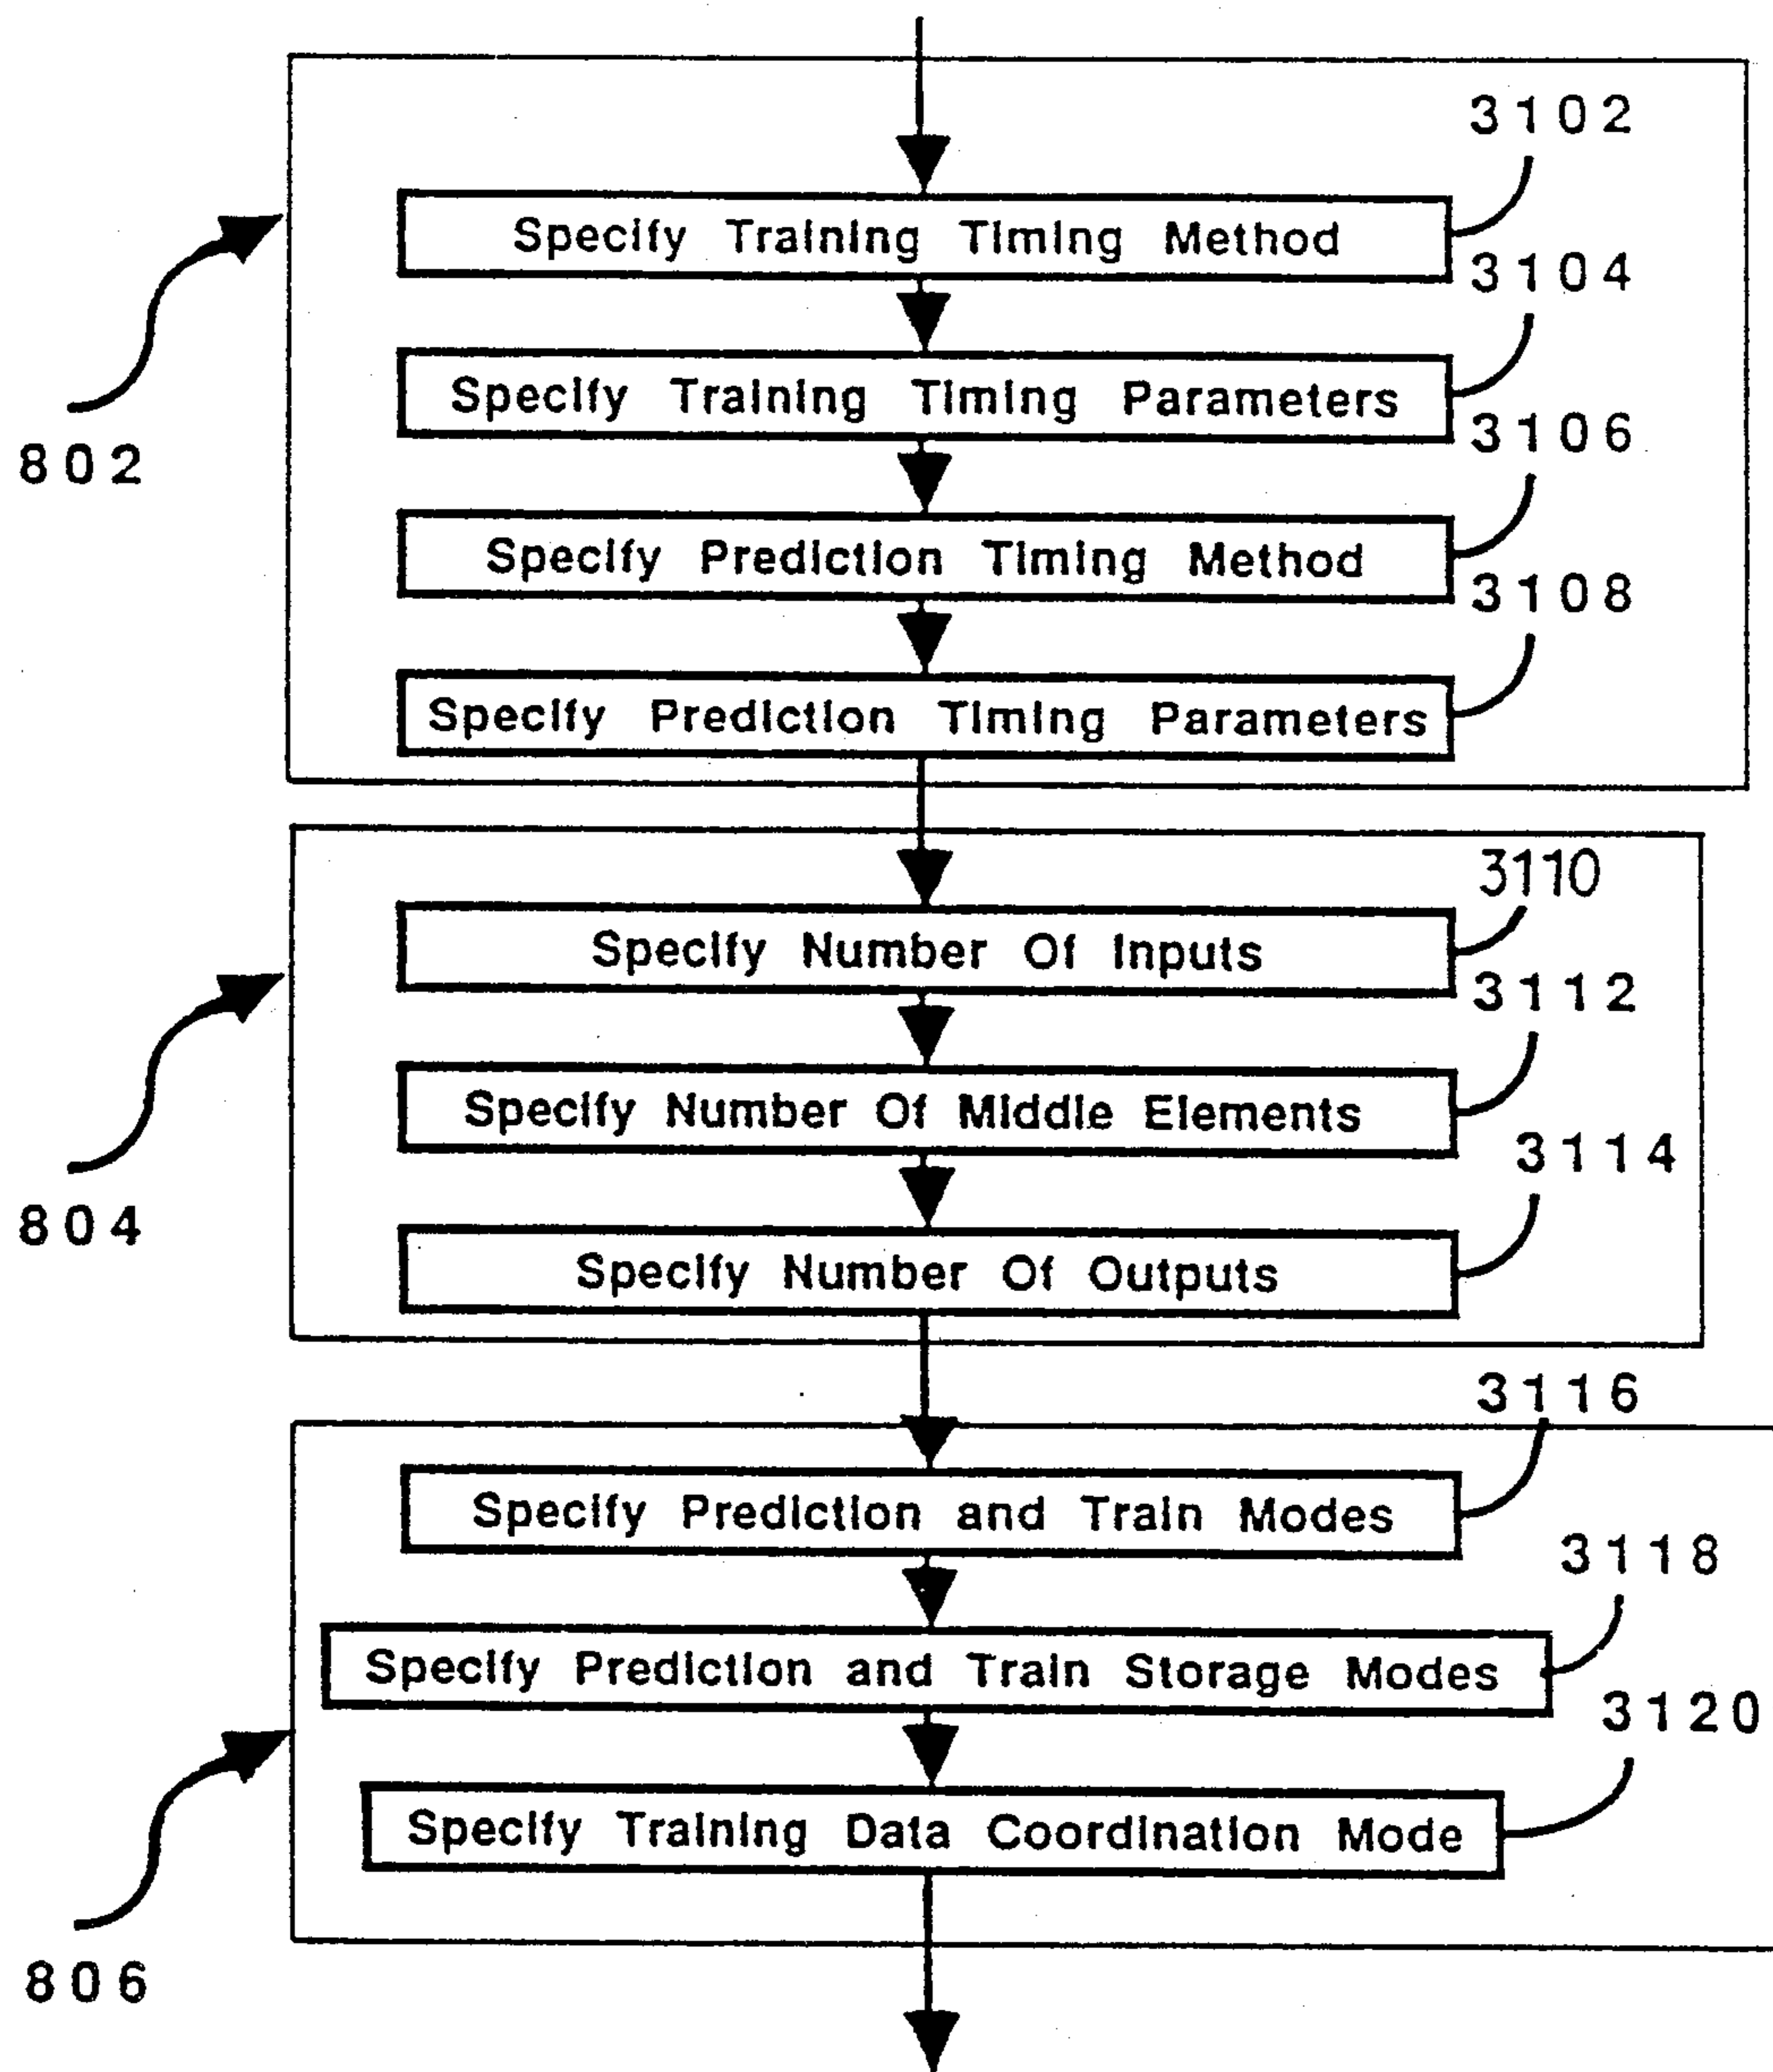 3102
Specify Training Timing Method
3104
Specify Training Timing Parameters
3106
802
Specify Prediction Timing Method
3108
Specify Prediction Timing Parameters
3110
Specify Number Of Inputs
3112
Specify Number Of Middle Elements
3114
804
Specify Number Of Outputs
3116
Specify Prediction and Train Modes
3118
Specify Prediction and Train Storage Modes
3120
Specify Training Data Coordination Mode
806